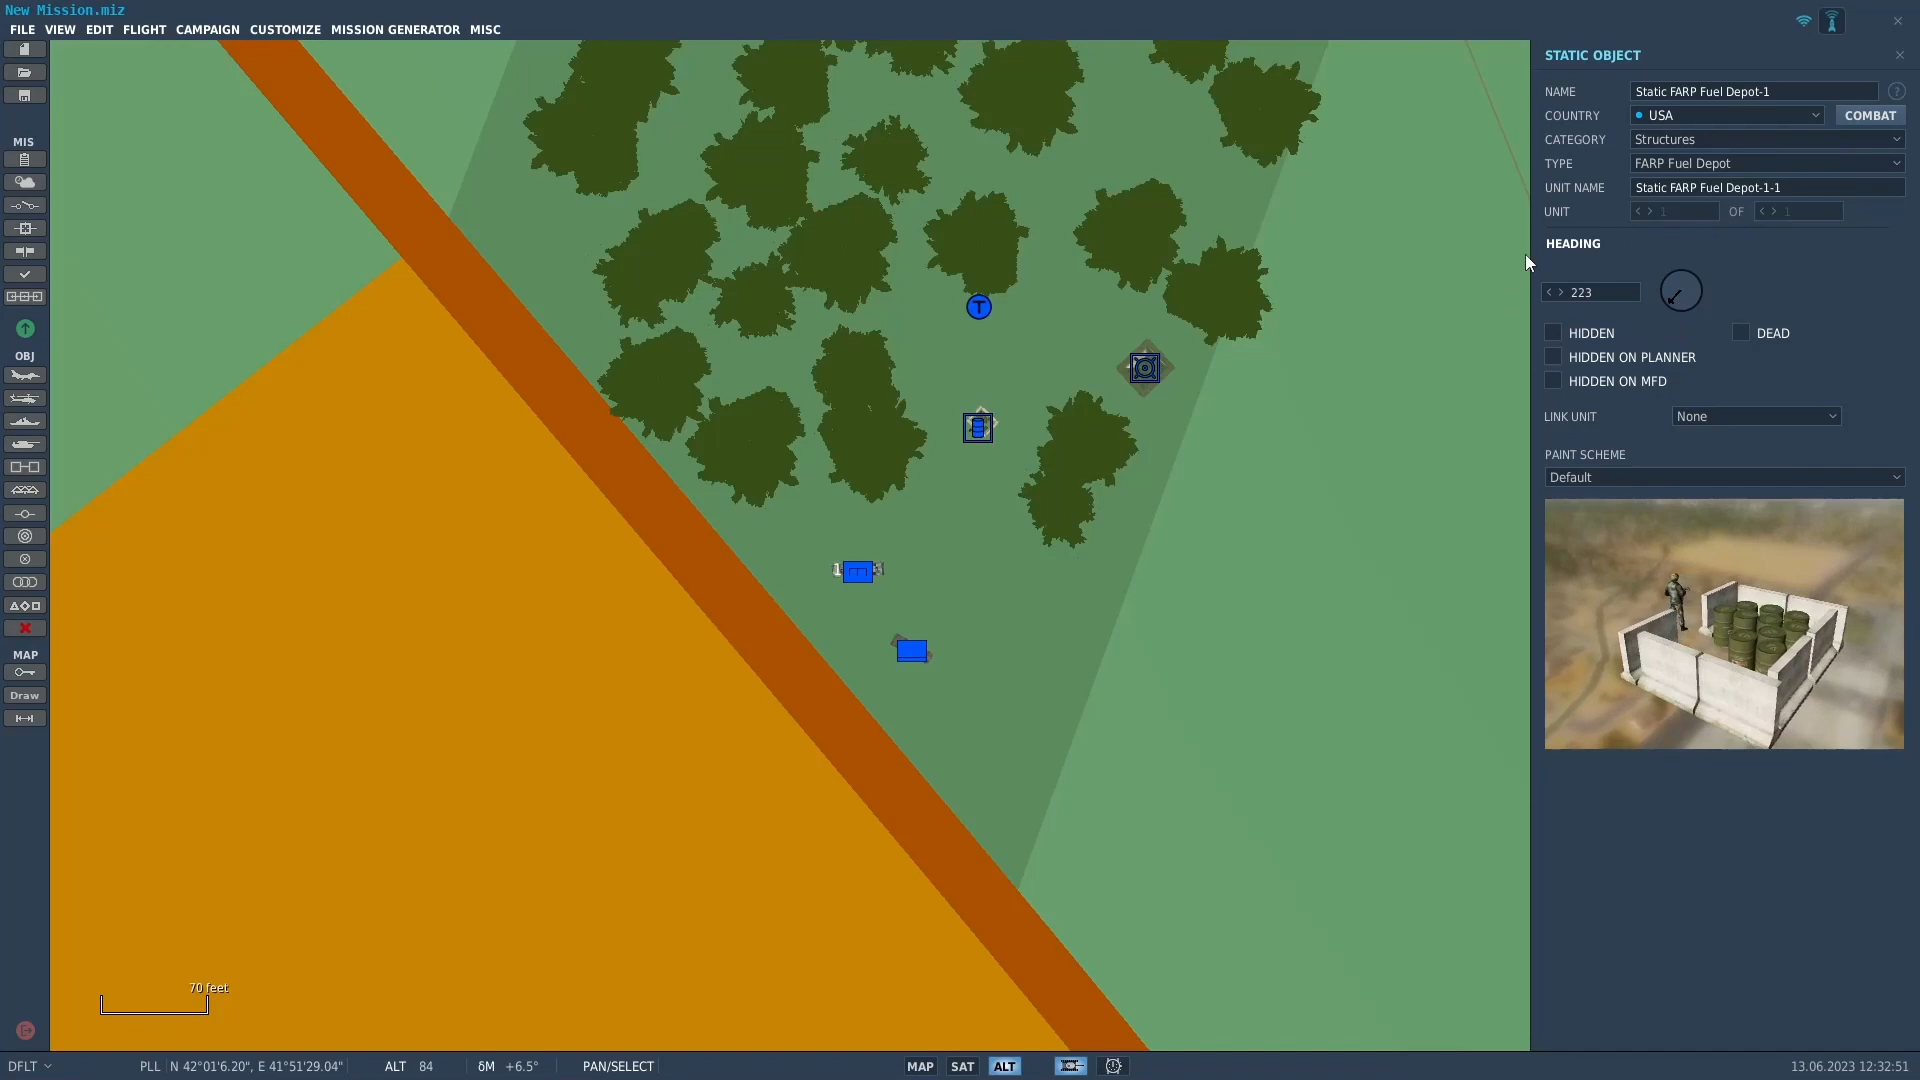 New Mission.miz
FILE VIEW EDIT FLIGHT CAMPAIGN CUSTOMIZE MISSION GENERATOR MISC
STATIC OBJECT
NAME Static FARP Fuel Depot-1 ?
COUNTRY USA COMBAT
CATEGORY Structures
TYPE FARP Fuel Depot
UNIT NAME Static FARP Fuel Depot-1-1
UNIT < > 1 OF < > 1
HEADING
< > 223
HIDDEN DEAD
HIDDEN ON PLANNER
HIDDEN ON MFD
LINK UNIT None
PAINT SCHEME
Default
MIS
OBJ
MAP
Draw
T
70 feet
DFLT PLL N 42°01'6.20", E 41°51'29.04" ALT 84 δM +6.5° PAN/SELECT MAP SAT ALT 13.06.2023 12:32:51